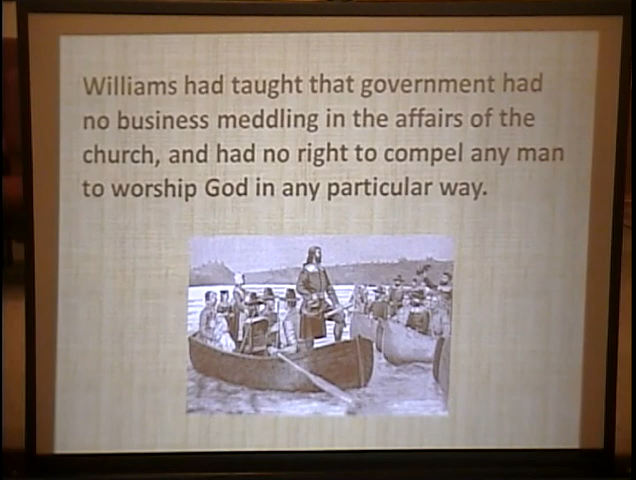 Williams had taught that government had
no business meddling in the affairs of the
church, and had no right to compel any man
to worship God in any particular way.